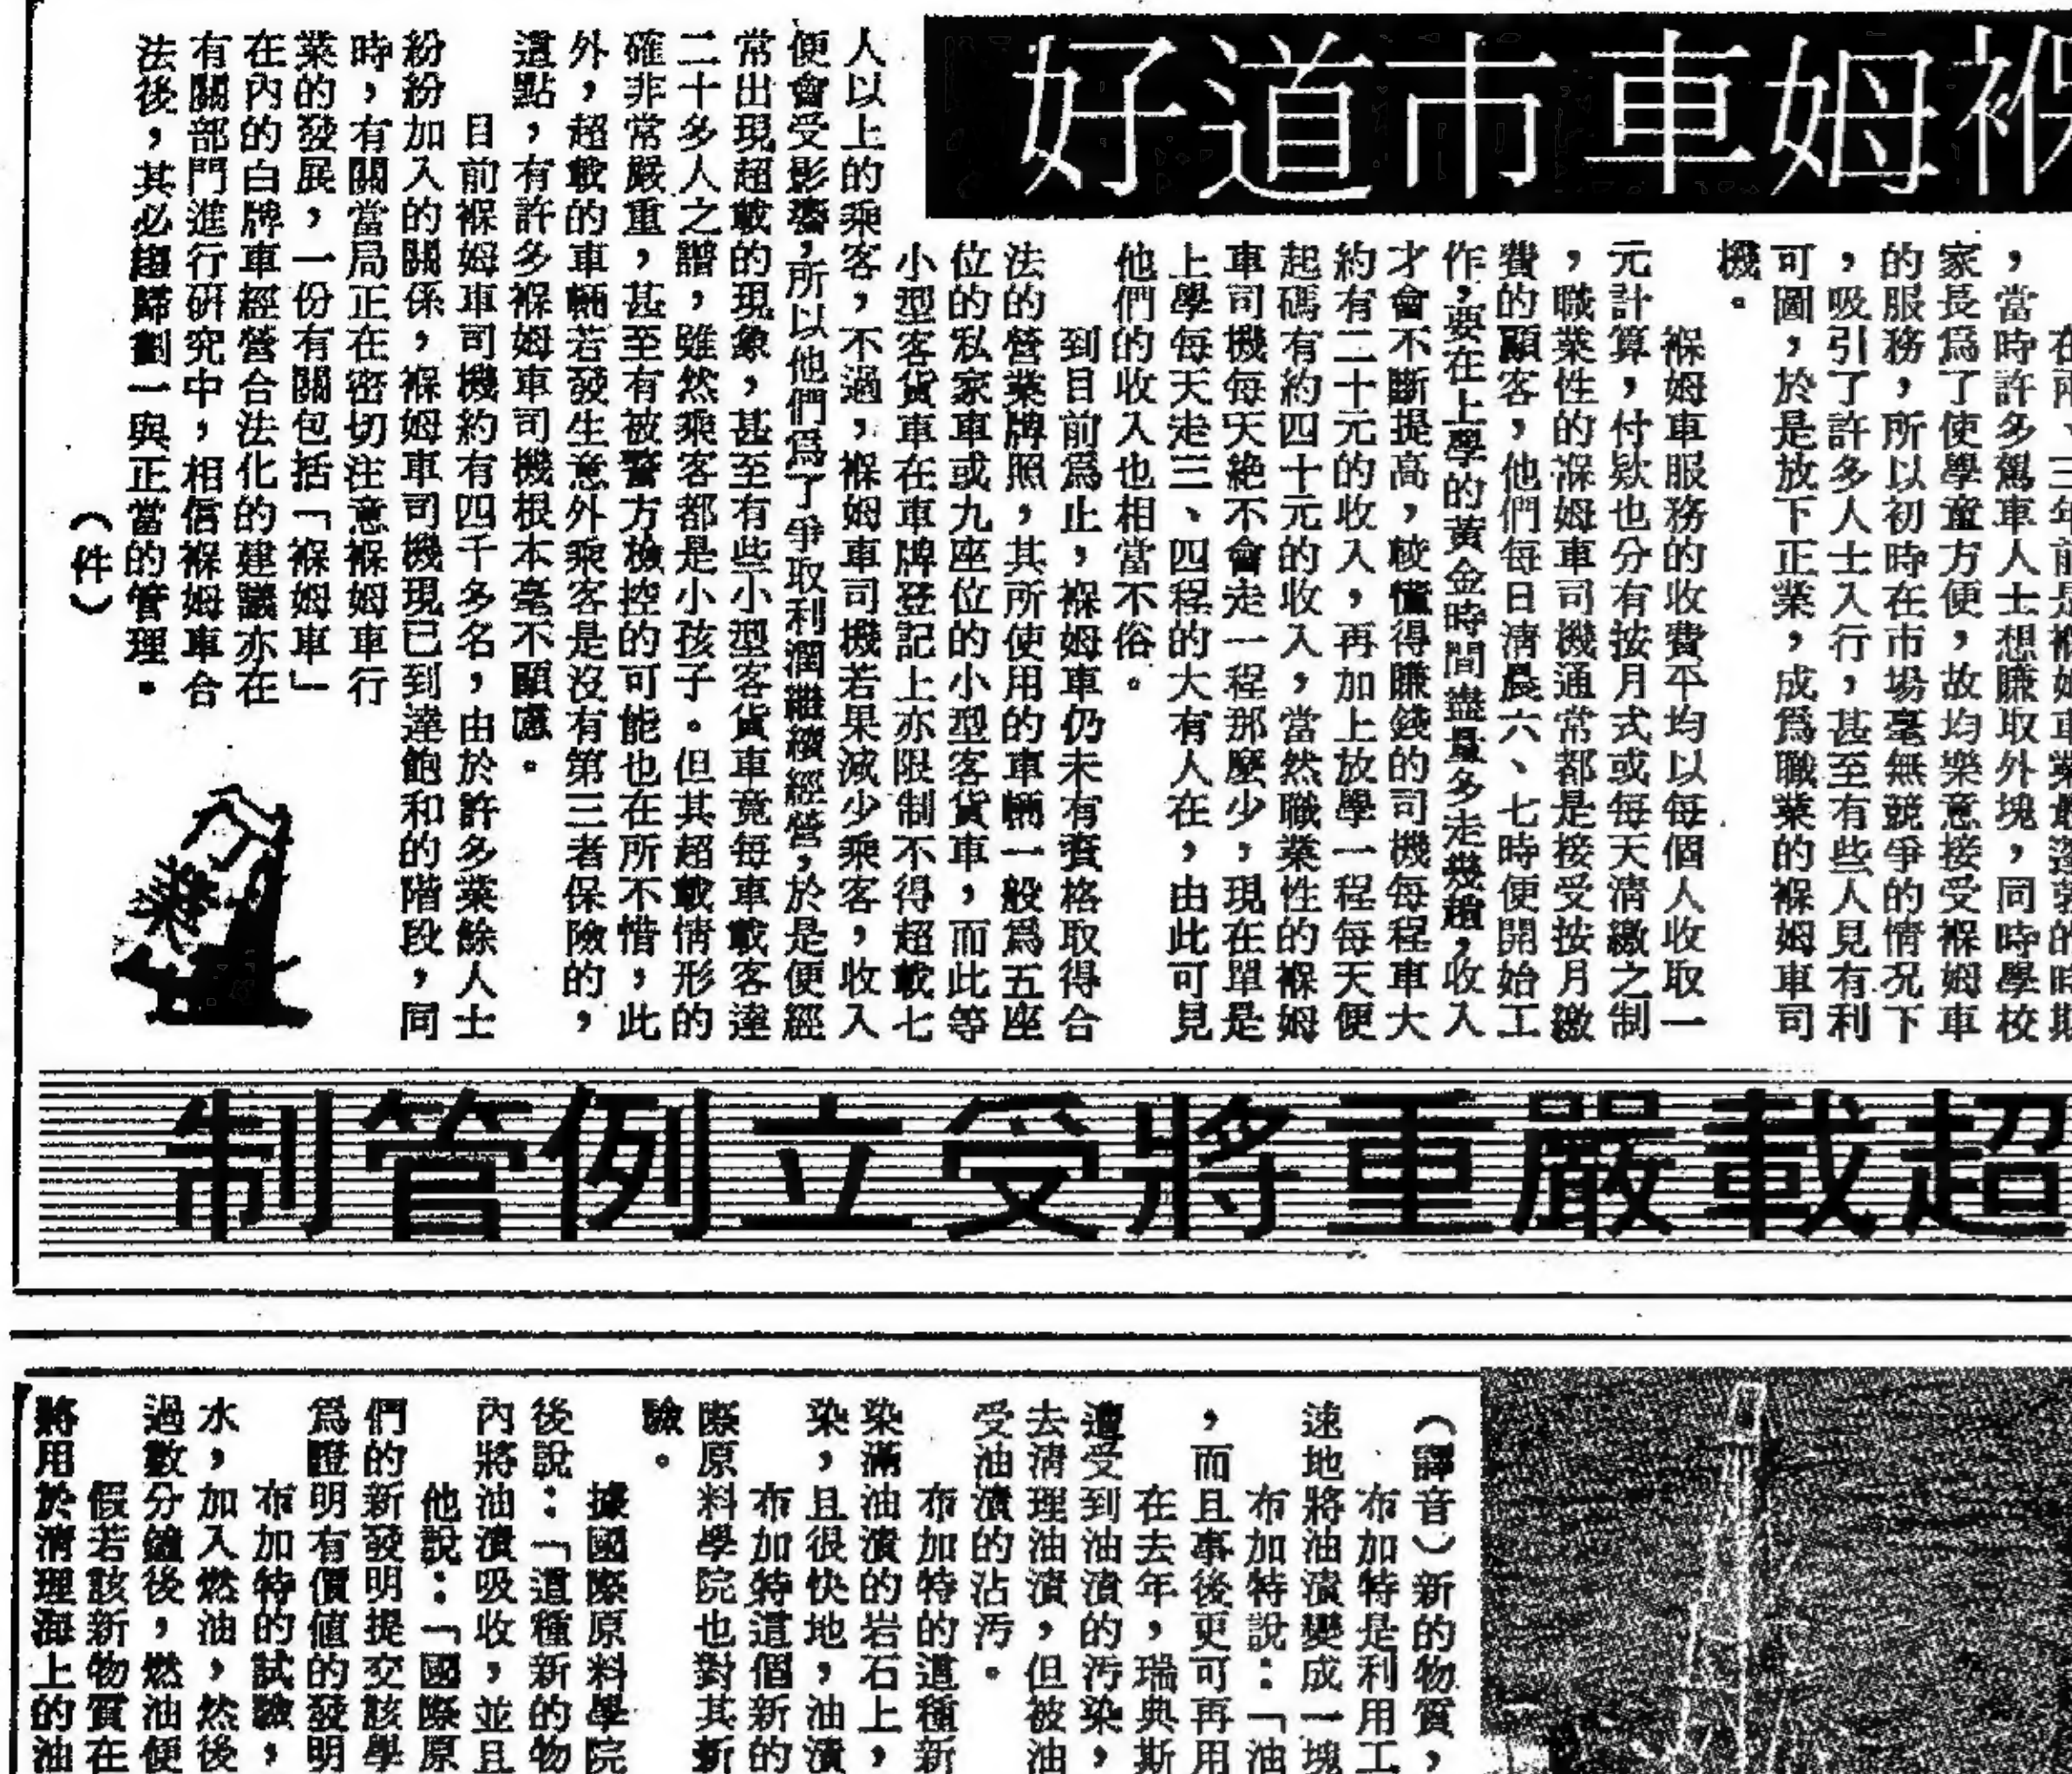 褓姆車市道好
在兩、三年前是褓姆車業最蓬勃的時期
，當時許多駕車人士想賺取外塊，同時學校
家長爲了使學童方便，故均樂意接受褓姆車
的服務，所以初時在市場毫無競爭的情况下
，吸引了許多人士入行，甚至有些人見有利
可圖，於是放下正業，成爲職業的褓姆車司
機。
褓姆車服務的收費平均以每個人收取一
元計算，付欵也分有按月式或每天清繳之制
，職業性的褓姆車司機通常都是接受按月繳
費的顧客，他們每日清晨六、七時便開始工
作，要在上學的黃金時間盡量多走幾趟，收入
才會不斷提高，較懂得賺錢的司機每程車大
約有二十元的收入，再加上放學一程每天便
起碼有約四十元的收入，當然職業性的褓姆
車司機每天絶不會走一程那麽少，現在單是
上學每天走三、四程的大有人在，由此可見
他們的收入也相當不俗。
到目前爲止，褓姆車仍未有資格取得合
法的營業牌照，其所使用的車輛一般爲五座
位的私家車或九座位的小型客貨車，而此等
小型客貨車在車牌登記上亦限制不得超載七
人以上的乘客，不過，褓姆車司機若果減少乘客，收入
便會受影響，所以他們爲了爭取利潤繼續經營，於是便經
常出現超載的現象，甚至有些小型客貨車竟每車載客達
二十多人之譜，雖然乘客都是小孩子。但其超載情形的
確非常嚴重，甚至有被警方檢控的可能也在所不惜，此
外，超載的車輛若發生意外乘客是沒有第三者保險的，
這點，有許多褓姆車司機根本毫不顧慮。
目前褓姆車司機約有四千多名，由於許多業餘人士
紛紛加入的關係，褓姆車司機現已到達飽和的階段，同
時，有關當局正在密切注意褓姆車行
業的發展，一份有關包括「褓姆車」
在內的白牌車經營合法化的建議亦在
有關部門進行研究中，相信褓姆車合
法後，其必趨歸劃一與正當的管理。
（件）
超載嚴重將受立例管制
（譯音）新的物質，
布加特是利用工
速地將油漬變成一塊
布加特說：「油
，而且事後更可再用
在去年，瑞典斯
遭受到油漬的汚染，
去清理油漬，但被油
受油漬的沾汚。
布加特的這種新
染滿油漬的岩石上，
染，且很快地，油漬
布加特這個新的
際原料學院也對其新
驗。
據國際原料學院
後說：「這種新的物
內將油漬吸收，並且
他說：「國際原
們的新發明提交該學
爲證明有價值的發明
布加特的試驗，
水，加入燃油，然後
過數分鐘後，燃油便
假若該新物質在
將用於清理海上的油